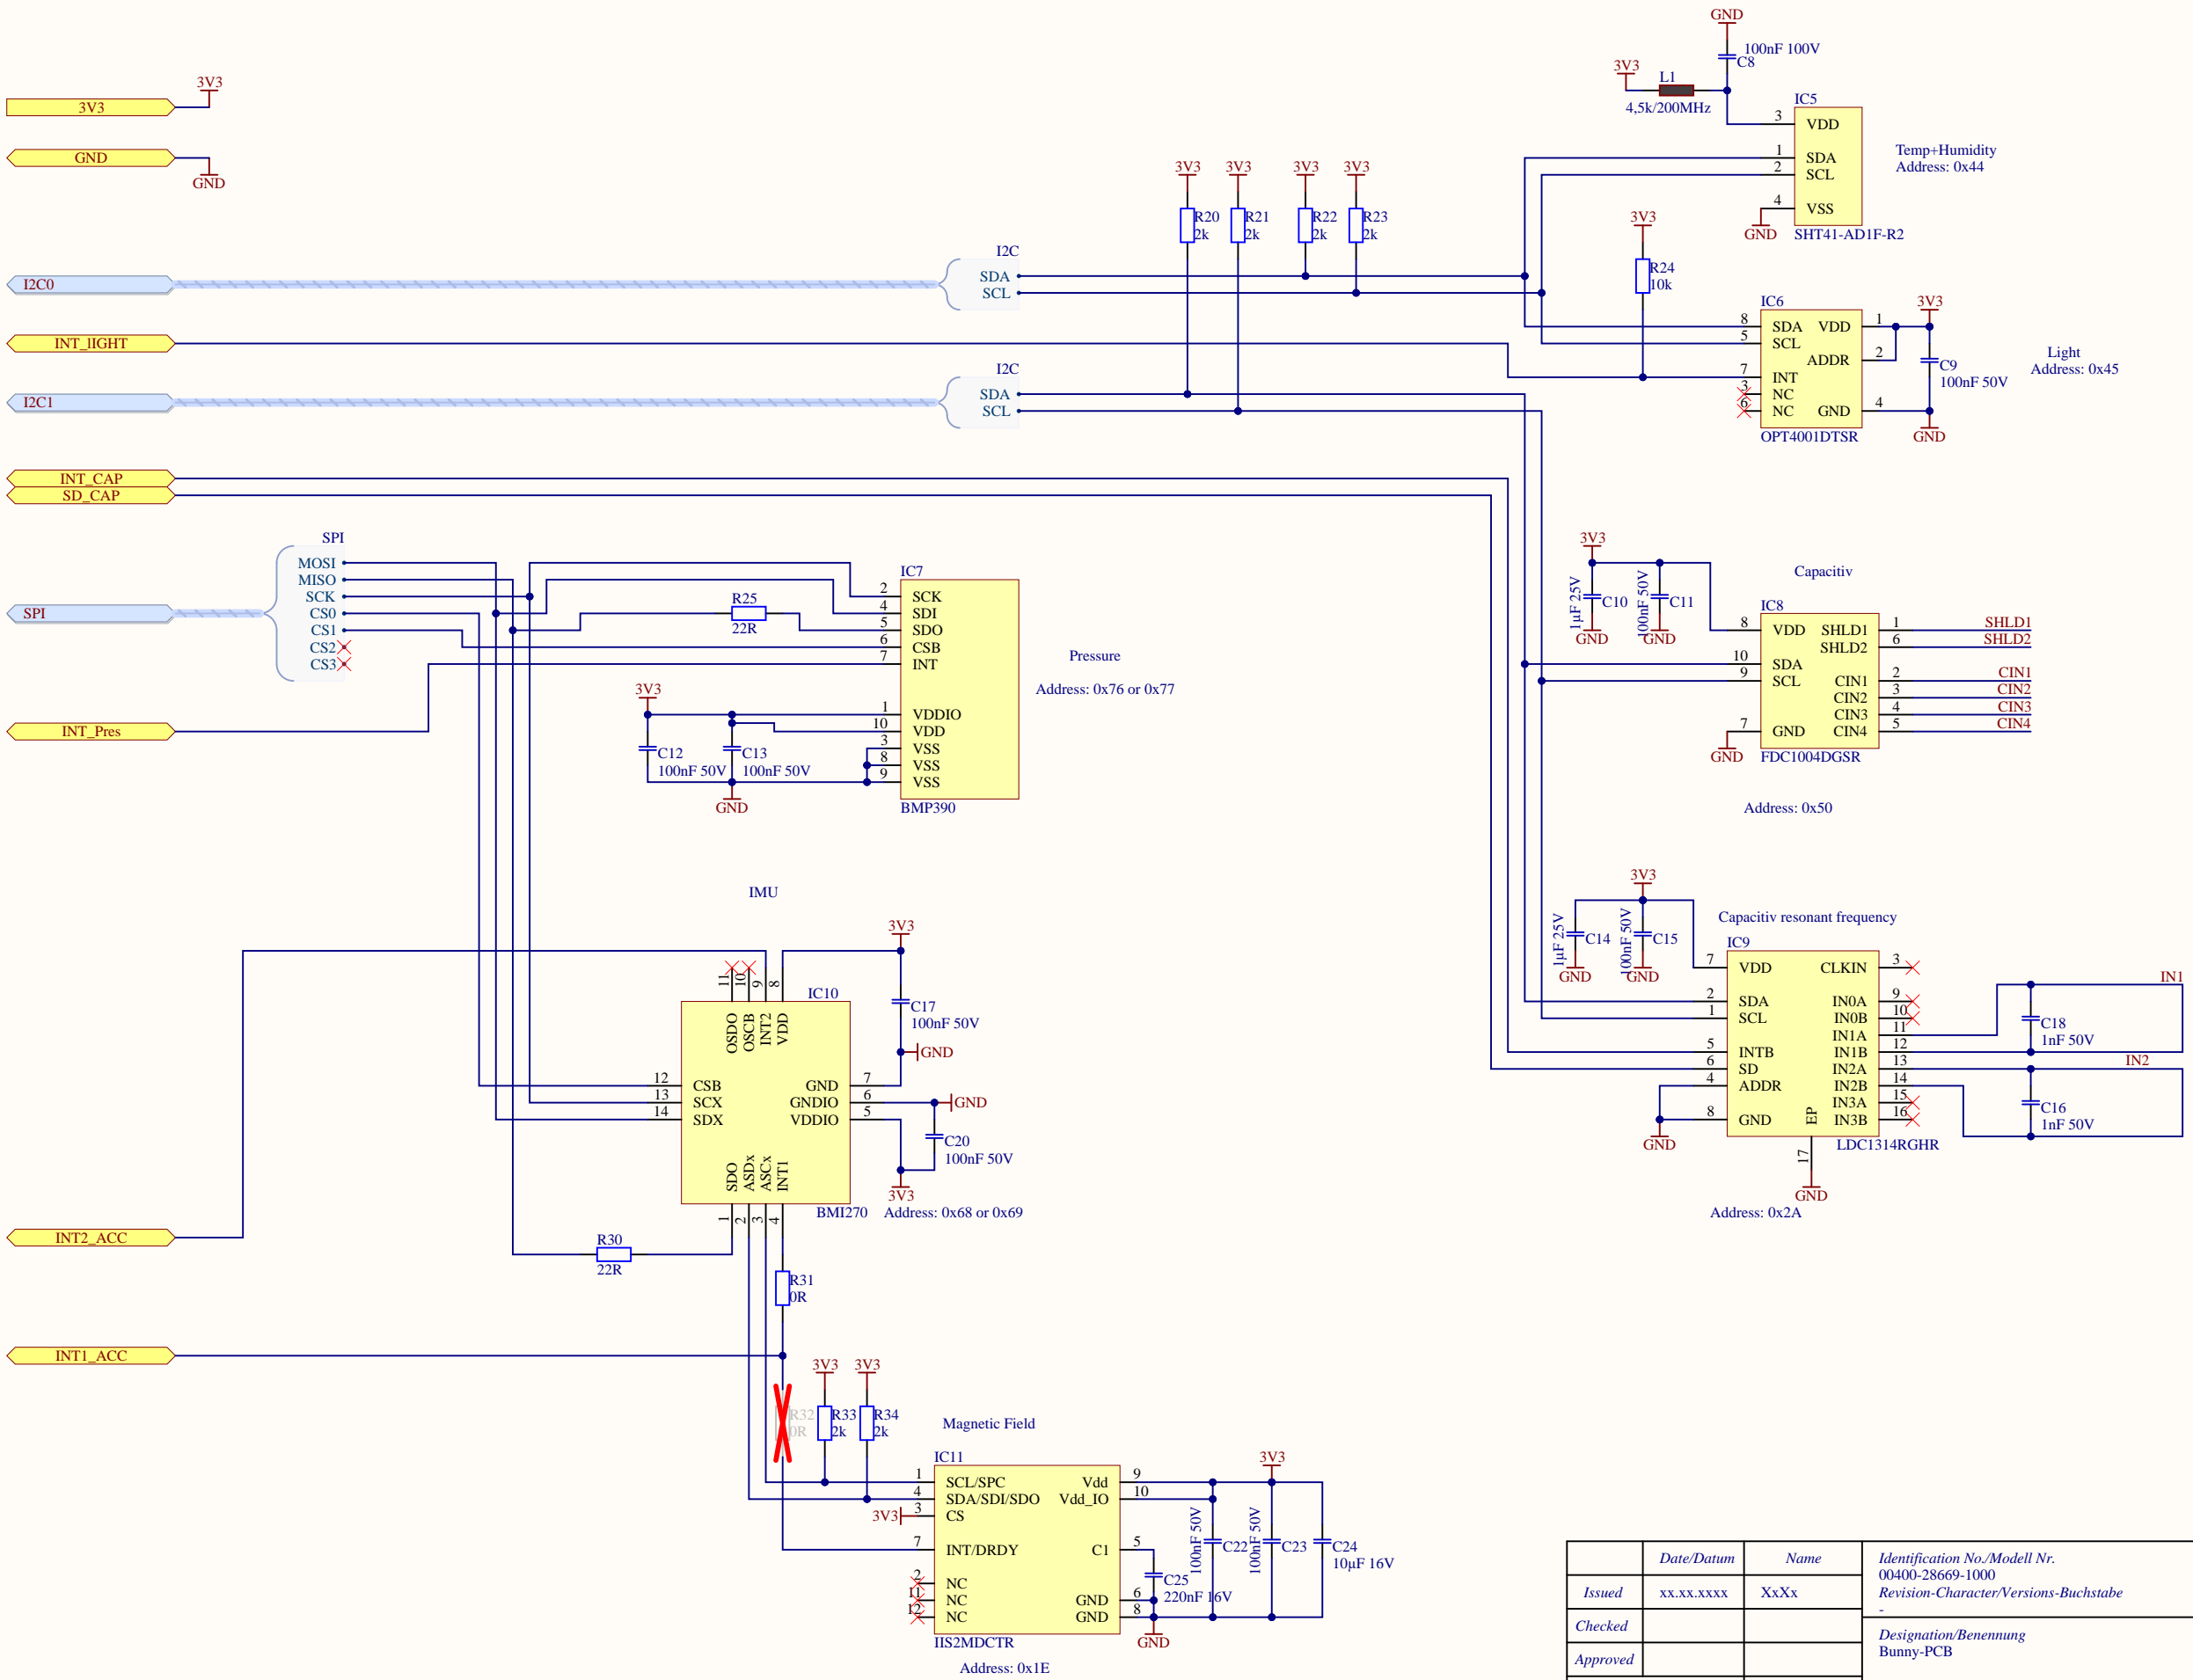 GND
100nF 100V
C8
3V3
L1
4,5k/200MHz
IC5
3 VDD
1 SDA
2 SCL
4 VSS
GND
SHT41-AD1F-R2
Temp+Humidity
Address: 0x44
3V3
3V3
GND
GND
3V3
3V3
3V3
3V3
R20
2k
R21
2k
R22
2k
R23
2k
3V3
R24
10k
I2C0
I2C
SDA
SCL
INT_lIGHT
IC6
8 SDA VDD 1
5 SCL
ADDR 2
7 INT
3 NC
6 NC GND 4
OPT4001DTSR
3V3
C9
100nF 50V
GND
Light
Address: 0x45
I2C1
I2C
SDA
SCL
INT_CAP
SD_CAP
SPI
SPI
MOSI
MISO
SCK
CS0
CS1
CS2
CS3
R25
22R
IC7
2 SCK
4 SDI
5 SDO
6 CSB
7 INT
1 VDDIO
10 VDD
3 VSS
8 VSS
9 VSS
BMP390
Pressure
Address: 0x76 or 0x77
INT_Pres
3V3
C12
100nF 50V
C13
100nF 50V
GND
3V3
1µF 25V
C10
GND
100nF 50V
C11
GND
Capacitiv
IC8
8 VDD SHLD1 1 SHLD1
SHLD2 6 SHLD2
10 SDA
9 SCL CIN1 2 CIN1
CIN2 3 CIN2
CIN3 4 CIN3
7 GND CIN4 5 CIN4
GND
FDC1004DGSR
Address: 0x50
IMU
3V3
11 10 9 8
OSDO OSCB INT2 VDD
IC10
C17
100nF 50V
GND
12 CSB GND 7
13 SCX GNDIO 6 GND
14 SDX VDDIO 5
C20
100nF 50V
3V3
SDO ASDx ASCx INT1
1 2 3 4
BMI270
Address: 0x68 or 0x69
3V3
1µF 25V
C14
GND
100nF 50V
C15
GND
Capacitiv resonant frequency
IC9
7 VDD CLKIN 3
2 SDA IN0A 9
1 SCL IN0B 10
IN1A 11
5 INTB IN1B 12
6 SD IN2A 13
4 ADDR IN2B 14
IN3A 15
8 GND IN3B 16
EP
17
GND
GND
LDC1314RGHR
Address: 0x2A
IN1
C18
1nF 50V
IN2
C16
1nF 50V
INT2_ACC
R30
22R
R31
0R
INT1_ACC
3V3
3V3
R32
0R
R33
2k
R34
2k
Magnetic Field
IC11
1 SCL/SPC Vdd 9
4 SDA/SDI/SDO Vdd_IO 10
3V3 3 CS
7 INT/DRDY C1 5
2 NC
11 NC GND 6
12 NC GND 8
IIS2MDCTR
Address: 0x1E
3V3
100nF 50V
C22
100nF 50V
C23
C24
10µF 16V
C25
220nF 16V
GND
Date/Datum Name
Issued xx.xx.xxxx XxXx
Checked
Approved
Identification No./Modell Nr.
00400-28669-1000
Revision-Character/Versions-Buchstabe
-
Designation/Benennung
Bunny-PCB